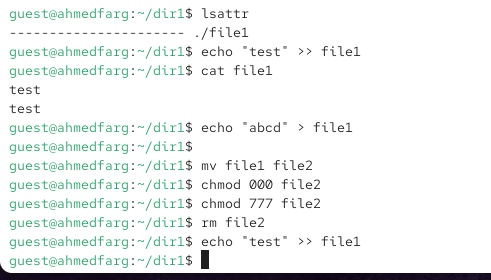 guest@ahmedfarg:~/dir1$ lsattr
---------------------- ./file1
guest@ahmedfarg:~/dir1$ echo "test" >> file1
guest@ahmedfarg:~/dir1$ cat file1
test
test
guest@ahmedfarg:~/dir1$ echo "abcd" > file1
guest@ahmedfarg:~/dir1$
guest@ahmedfarg:~/dir1$ mv file1 file2
guest@ahmedfarg:~/dir1$ chmod 000 file2
guest@ahmedfarg:~/dir1$ chmod 777 file2
guest@ahmedfarg:~/dir1$ rm file2
guest@ahmedfarg:~/dir1$ echo "test" >> file1
guest@ahmedfarg:~/dir1$